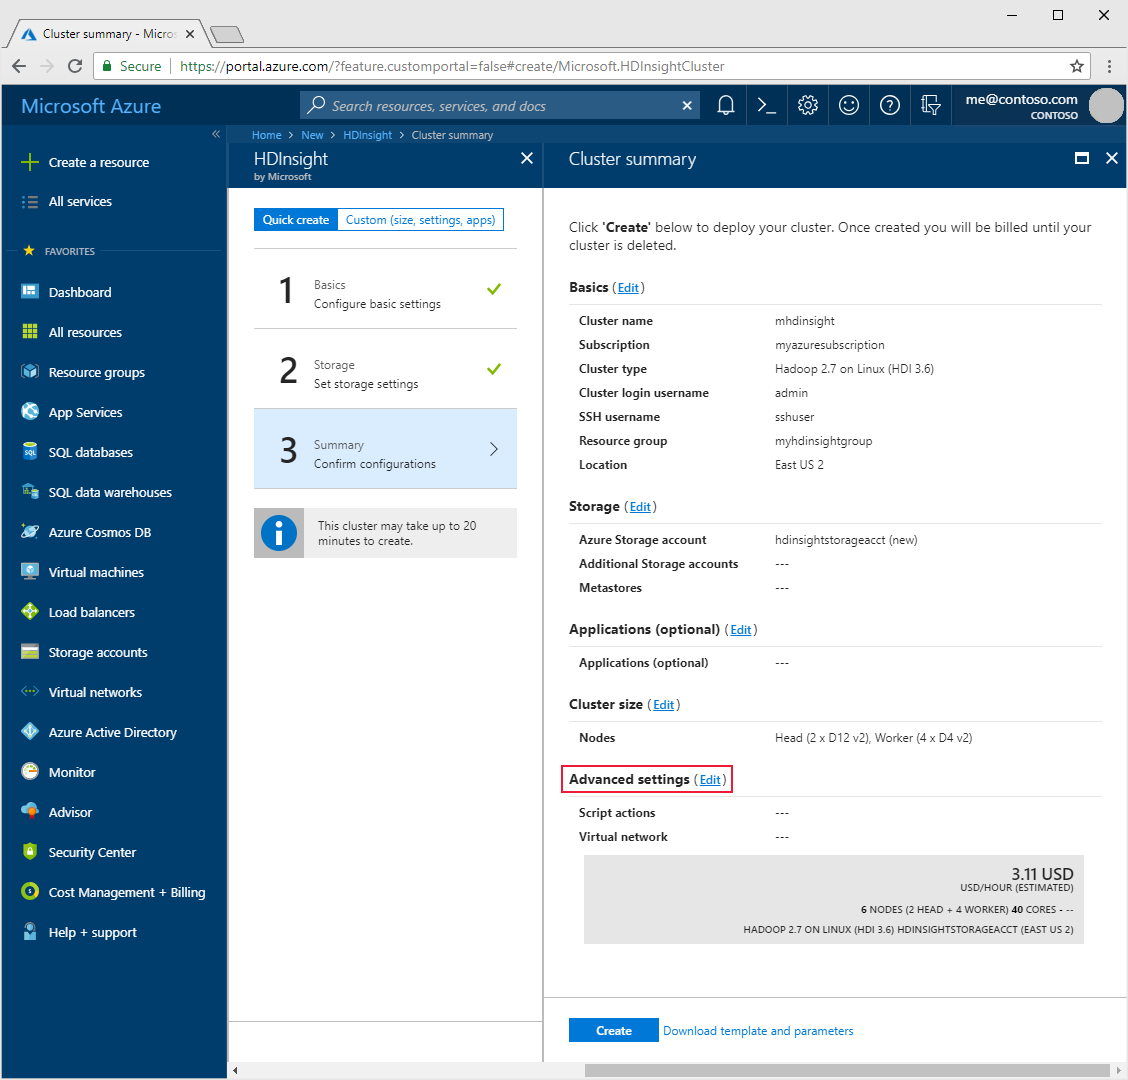 Cluster summary - Micros
Secure
https://portal.azure.com/?feature.customportal=false#create/Microsoft.HDInsightCluster
Microsoft Azure
Search resources, services, and docs
me@contoso.com
CONTOSO
Home > New > HDInsight > Cluster summary
Create a resource
All services
FAVORITES
Dashboard
All resources
Resource groups
App Services
SQL databases
SQL data warehouses
Azure Cosmos DB
Virtual machines
Load balancers
Storage accounts
Virtual networks
Azure Active Directory
Monitor
Advisor
Security Center
Cost Management + Billing
Help + support
HDInsight
by Microsoft
Quick create
Custom (size, settings, apps)
1
Basics
Configure basic settings
2
Storage
Set storage settings
3
Summary
Confirm configurations
This cluster may take up to 20
minutes to create.
Cluster summary
Click 'Create' below to deploy your cluster. Once created you will be billed until your
cluster is deleted.
Basics (Edit)
Cluster name mhdinsight
Subscription myazuresubscription
Cluster type Hadoop 2.7 on Linux (HDI 3.6)
Cluster login username admin
SSH username sshuser
Resource group myhdinsightgroup
Location East US 2
Storage (Edit)
Azure Storage account hdinsightstorageacct (new)
Additional Storage accounts ---
Metastores ---
Applications (optional) (Edit)
Applications (optional) ---
Cluster size (Edit)
Nodes Head (2 x D12 v2), Worker (4 x D4 v2)
Advanced settings (Edit)
Script actions ---
Virtual network ---
3.11 USD
USD/HOUR (ESTIMATED)
6 NODES (2 HEAD + 4 WORKER) 40 CORES - --
HADOOP 2.7 ON LINUX (HDI 3.6) HDINSIGHTSTORAGEACCT (EAST US 2)
Create
Download template and parameters